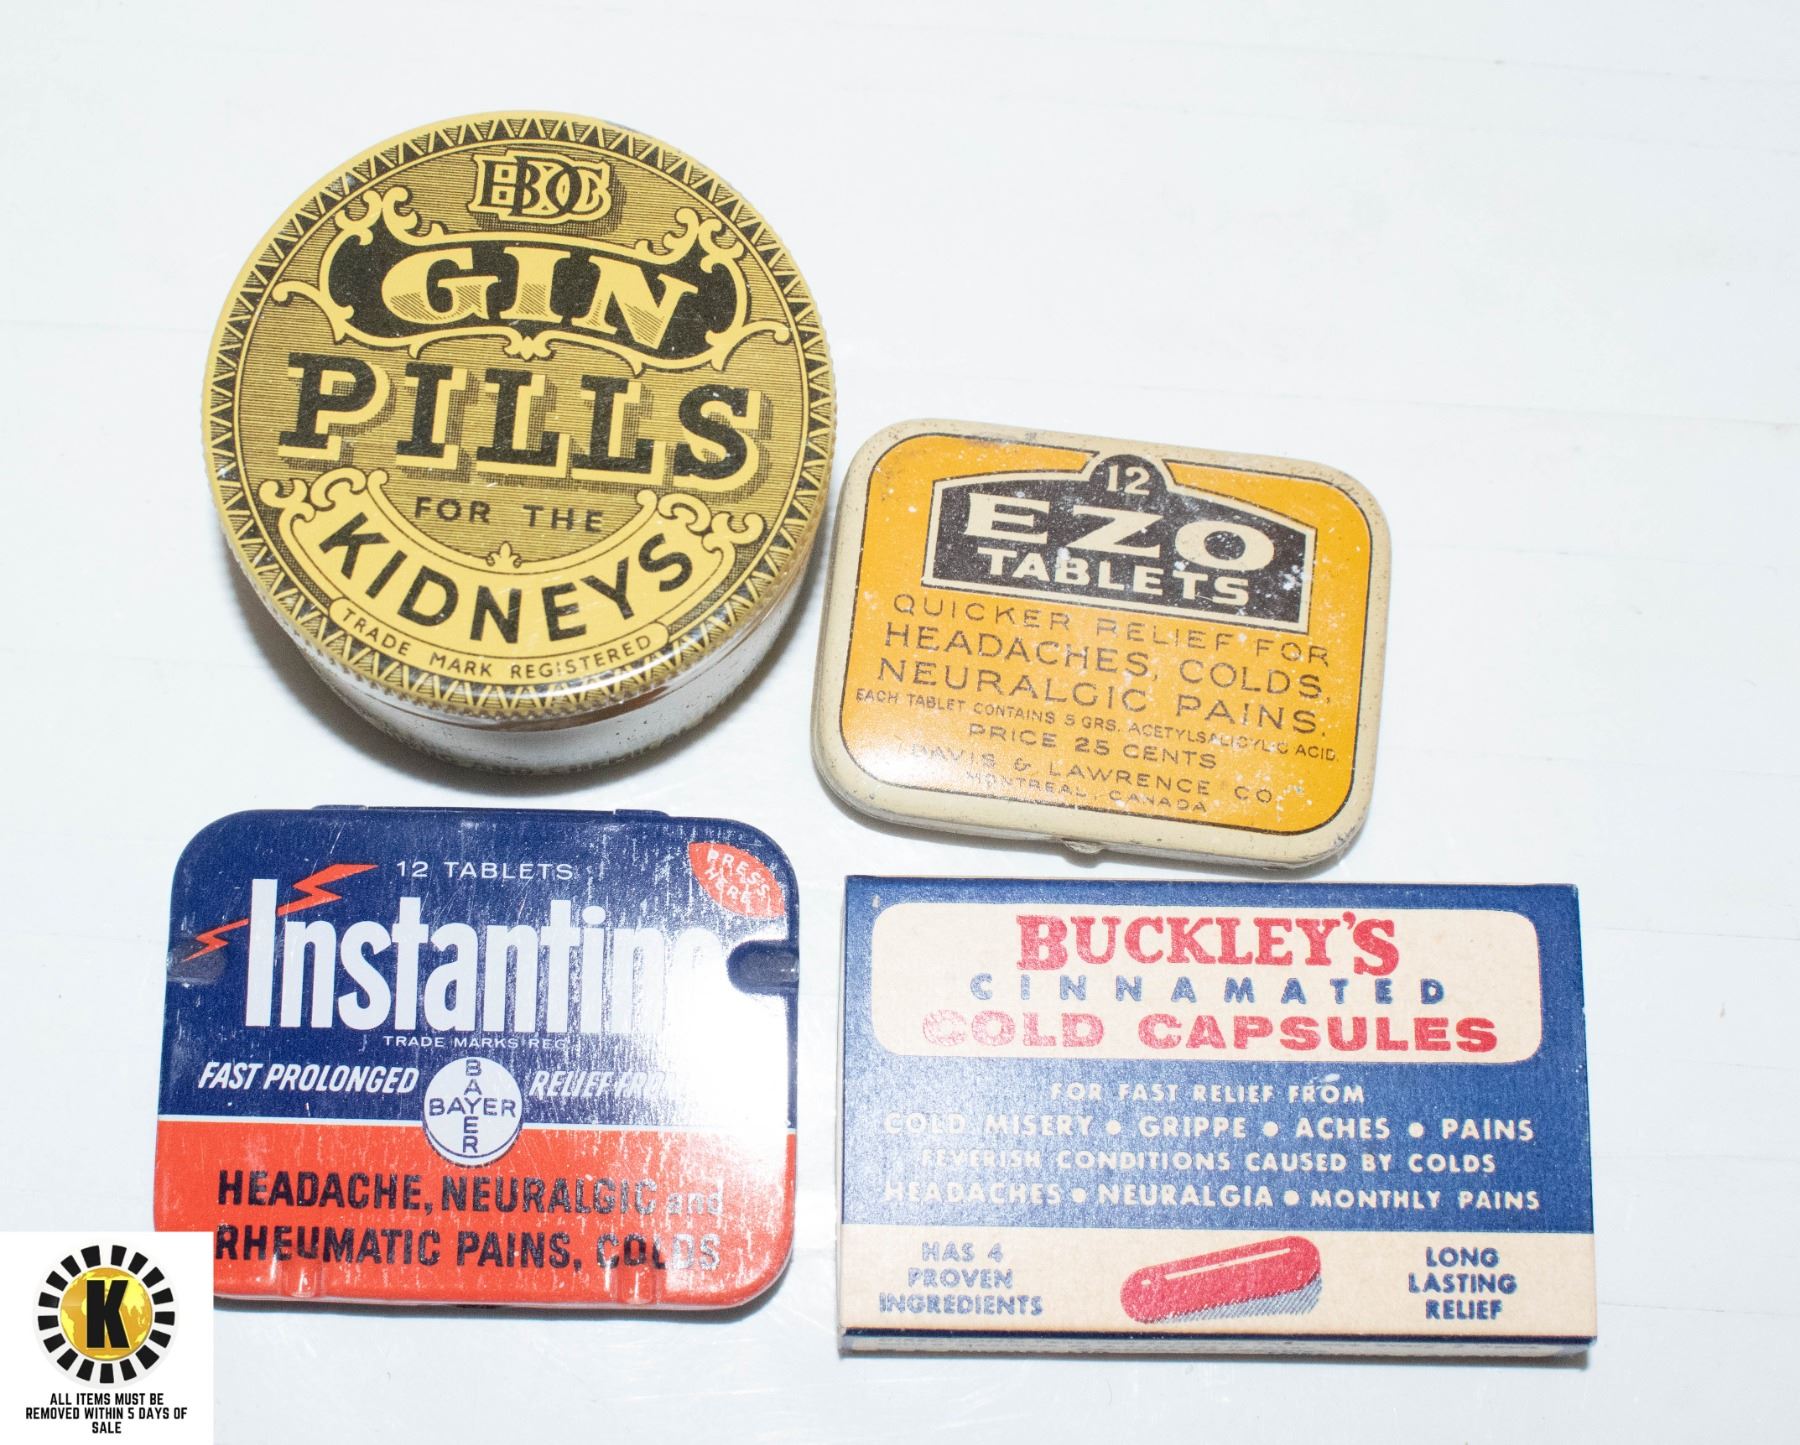 GIN
PILLS
FOR THE
KIDNEYS
TRADE MARK REGISTERED
12
EZO
TABLETS
QUICKER RELIEF FOR
HEADACHES, COLDS,
NEURALGIC PAINS.
EACH TABLET CONTAINS 5 GRS. ACETYLSALICYLIC ACID.
PRICE 25 CENTS
DAVIS & LAWRENCE CO.
MONTREAL, CANADA
12 TABLETS
PRESS
HERE
Instantine
TRADE MARKS REG.
FAST PROLONGED RELIEF FROM
BAYER
BAYER
HEADACHE, NEURALGIC and
RHEUMATIC PAINS, COLDS
BUCKLEY'S
CINNAMATED
COLD CAPSULES
FOR FAST RELIEF FROM
COLD MISERY • GRIPPE • ACHES • PAINS
FEVERISH CONDITIONS CAUSED BY COLDS
HEADACHES • NEURALGIA • MONTHLY PAINS
HAS 4
PROVEN
INGREDIENTS
LONG
LASTING
RELIEF
K
ALL ITEMS MUST BE
REMOVED WITHIN 5 DAYS OF
SALE